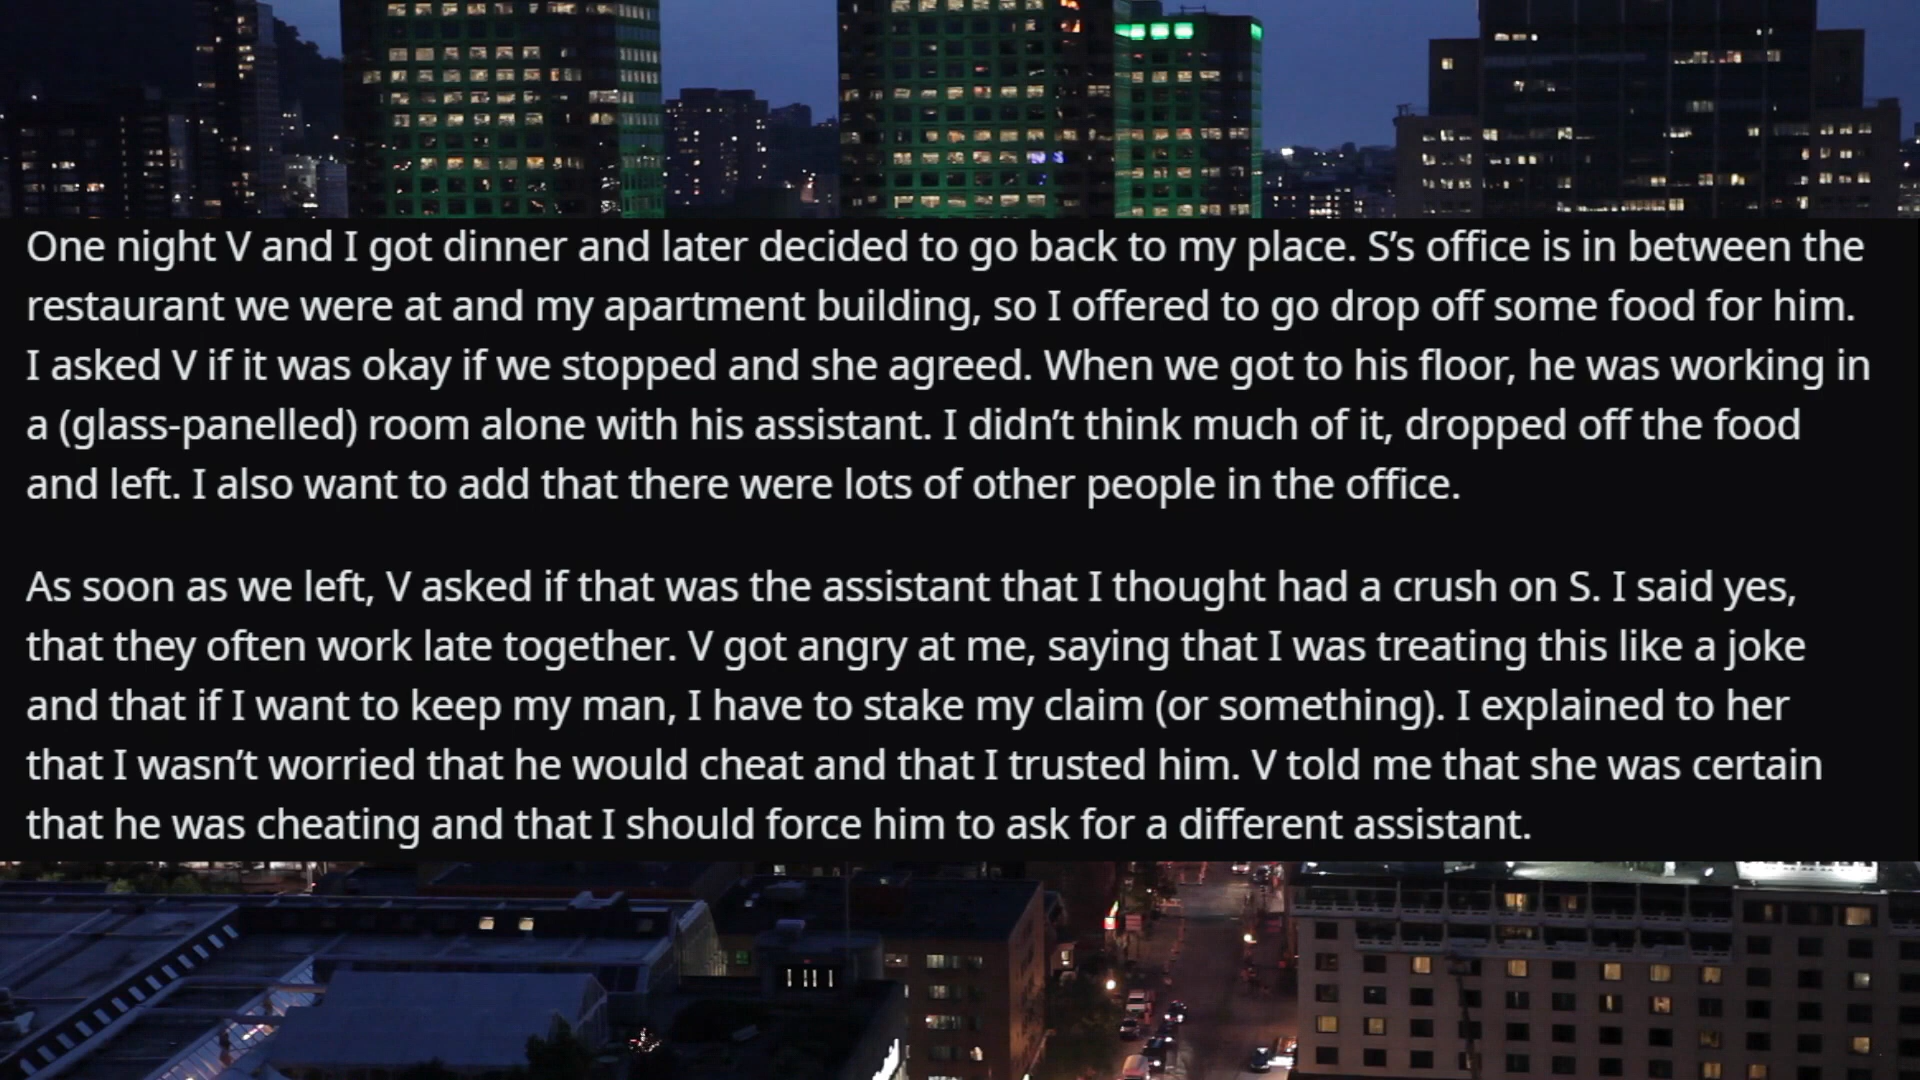 One night V and I got dinner and later decided to go back to my place. S’s office is in between the
restaurant we were at and my apartment building, so I offered to go drop off some food for him.
I asked V if it was okay if we stopped and she agreed. When we got to his floor, he was working in
a (glass-panelled) room alone with his assistant. I didn’t think much of it, dropped off the food
and left. I also want to add that there were lots of other people in the office.
As soon as we left, V asked if that was the assistant that I thought had a crush on S. I said yes,
that they often work late together. V got angry at me, saying that I was treating this like a joke
and that if I want to keep my man, I have to stake my claim (or something). I explained to her
that I wasn’t worried that he would cheat and that I trusted him. V told me that she was certain
that he was cheating and that I should force him to ask for a different assistant.